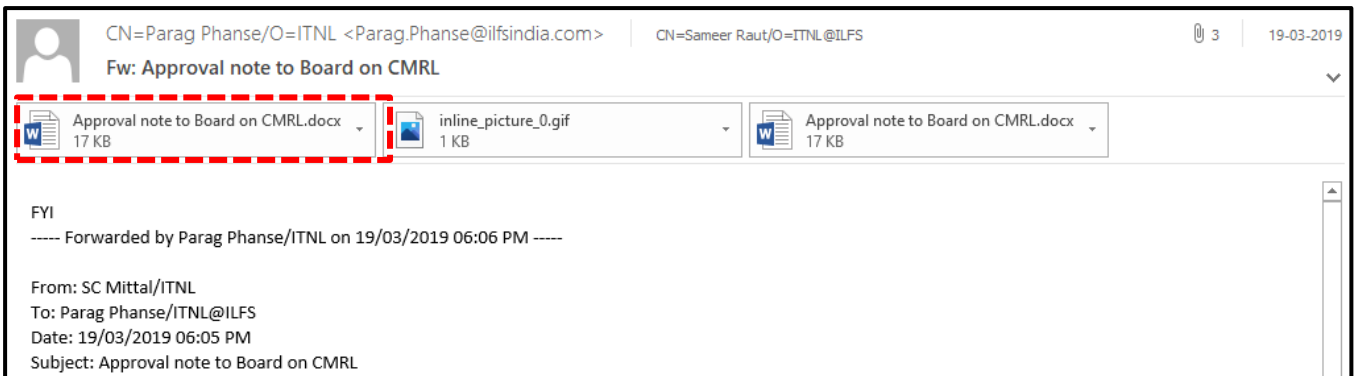 CN=Parag Phanse/O=ITNL <Parag.Phanse@ilfsindia.com> CN=Sameer Raut/O=ITNL@ILFS 3 19-03-2019
Fw: Approval note to Board on CMRL
Approval note to Board on CMRL.docx inline_picture_0.gif Approval note to Board on CMRL.docx
17 KB 1 KB 17 KB
FYI
----- Forwarded by Parag Phanse/ITNL on 19/03/2019 06:06 PM -----
From: SC Mittal/ITNL
To: Parag Phanse/ITNL@ILFS
Date: 19/03/2019 06:05 PM
Subject: Approval note to Board on CMRL